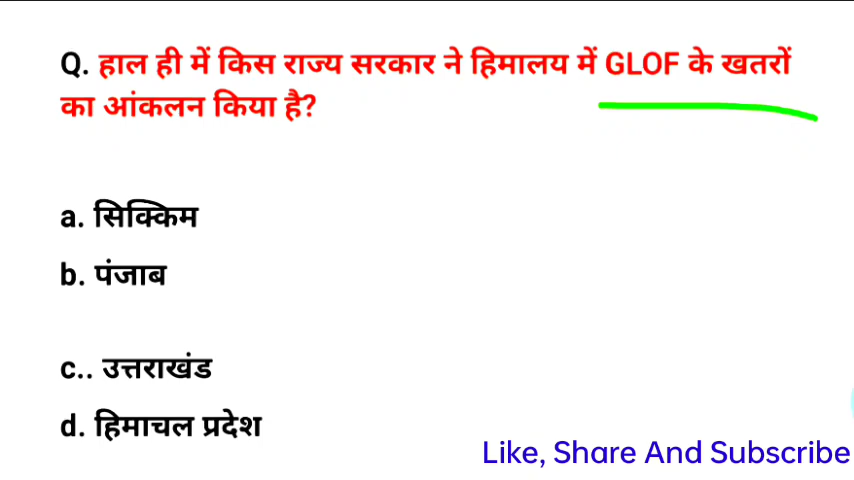 Q. हाल ही में किस राज्य सरकार ने हिमालय में GLOF के खतरों
का आंकलन किया है?
a. सिक्किम
b. पंजाब
c.. उत्तराखंड
d. हिमाचल प्रदेश
Like, Share And Subscribe